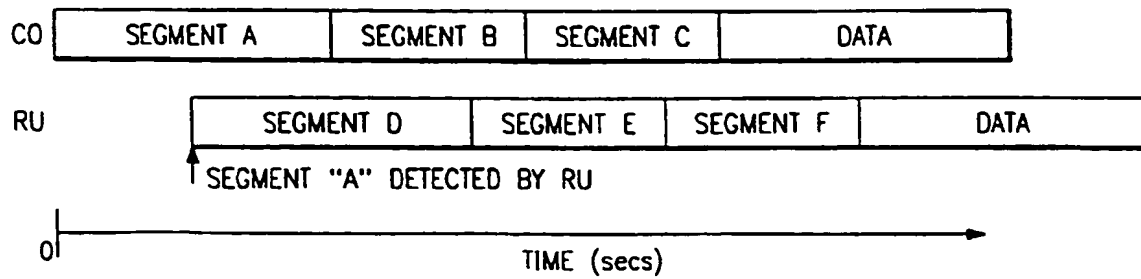 CO SEGMENT A SEGMENT B SEGMENT C DATA
RU SEGMENT D SEGMENT E SEGMENT F DATA
SEGMENT "A" DETECTED BY RU
0
TIME (secs)